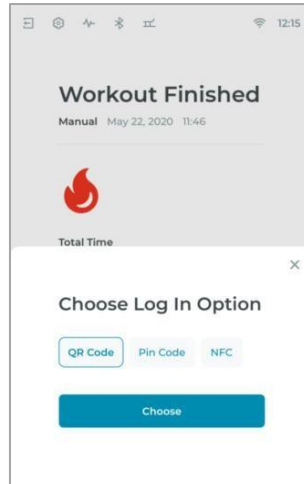 12:15
Workout Finished
Manual May 22, 2020 11:46
Total Time
Choose Log In Option
QR Code Pin Code NFC
Choose